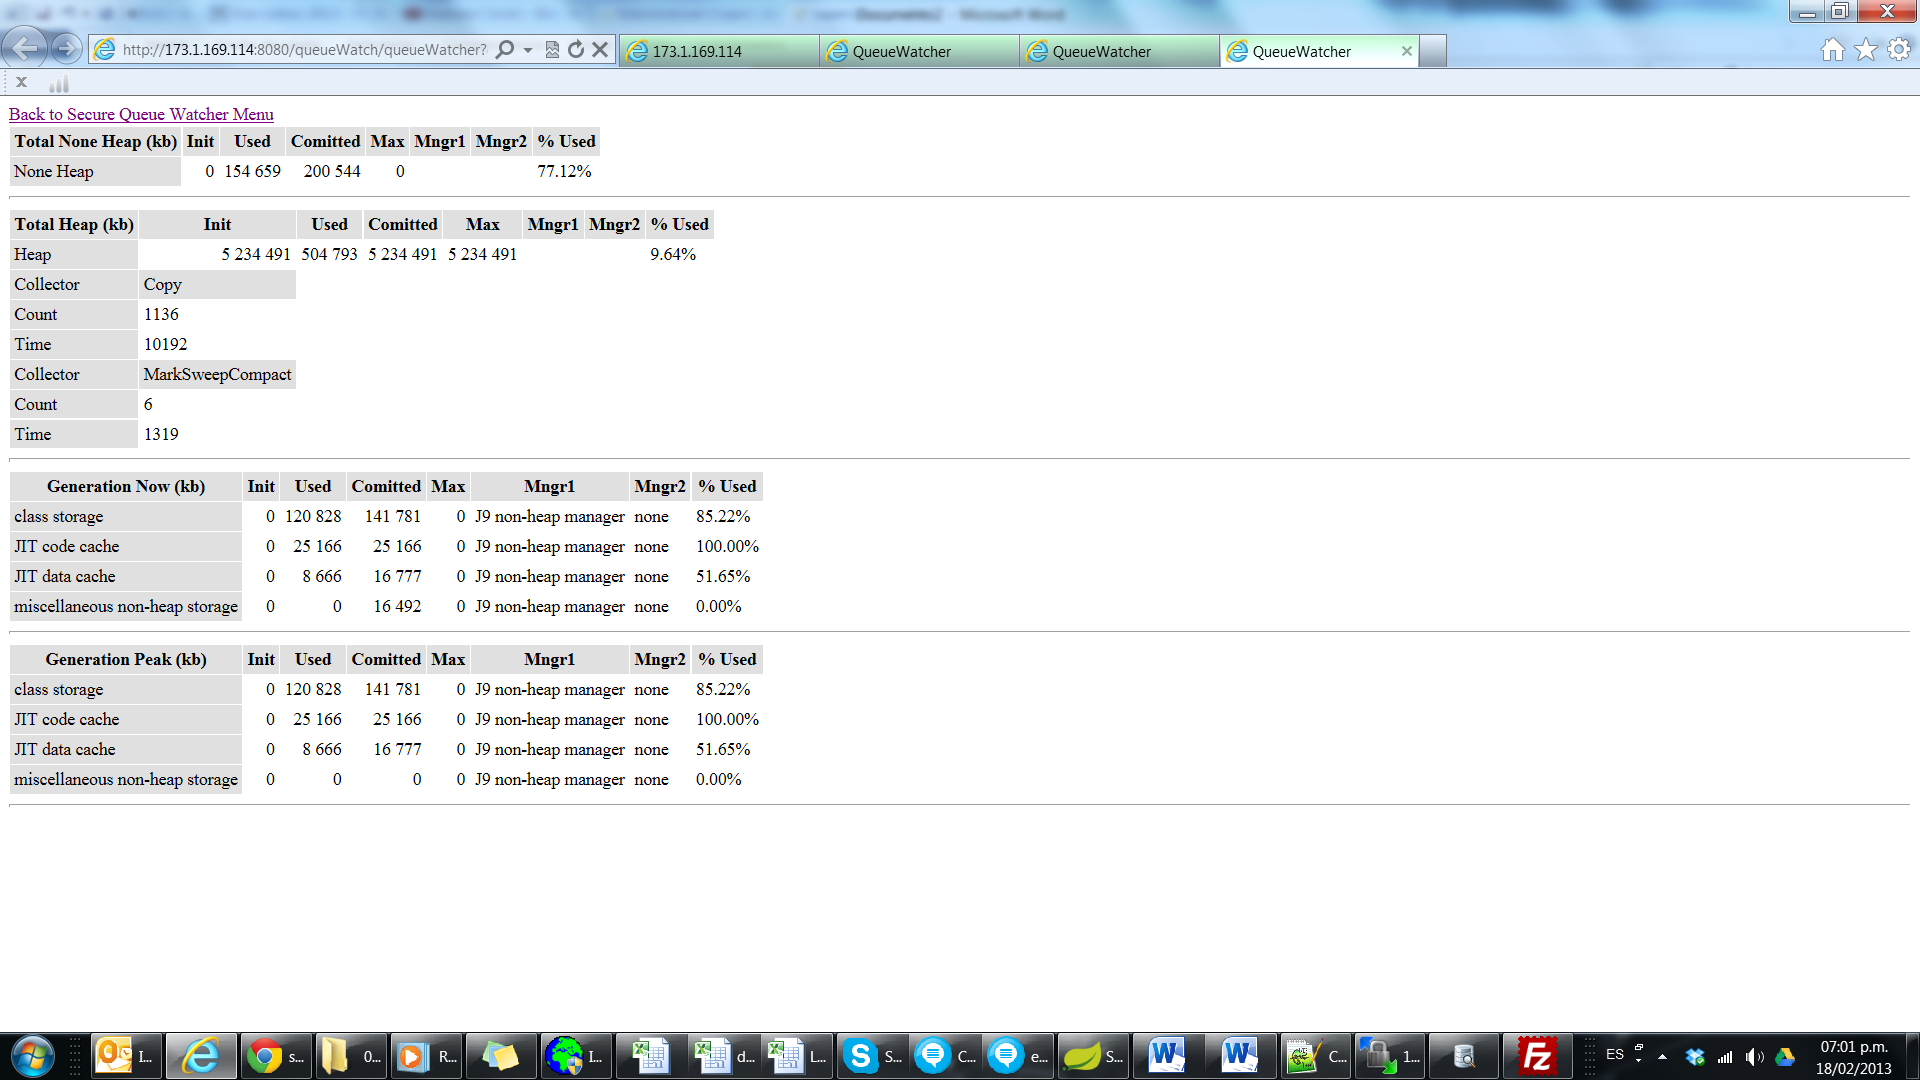 Document2 - Microsoft Word
http://173.1.169.114:8080/queueWatch/queueWatcher?
173.1.169.114
QueueWatcher
QueueWatcher
QueueWatcher
Back to Secure Queue Watcher Menu
Total None Heap (kb) Init Used Comitted Max Mngr1 Mngr2 % Used
None Heap 0 154 659 200 544 0 77.12%
Total Heap (kb) Init Used Comitted Max Mngr1 Mngr2 % Used
Heap 5 234 491 504 793 5 234 491 5 234 491 9.64%
Collector Copy
Count 1136
Time 10192
Collector MarkSweepCompact
Count 6
Time 1319
Generation Now (kb) Init Used Comitted Max Mngr1 Mngr2 % Used
class storage 0 120 828 141 781 0 J9 non-heap manager none 85.22%
JIT code cache 0 25 166 25 166 0 J9 non-heap manager none 100.00%
JIT data cache 0 8 666 16 777 0 J9 non-heap manager none 51.65%
miscellaneous non-heap storage 0 0 16 492 0 J9 non-heap manager none 0.00%
Generation Peak (kb) Init Used Comitted Max Mngr1 Mngr2 % Used
class storage 0 120 828 141 781 0 J9 non-heap manager none 85.22%
JIT code cache 0 25 166 25 166 0 J9 non-heap manager none 100.00%
JIT data cache 0 8 666 16 777 0 J9 non-heap manager none 51.65%
miscellaneous non-heap storage 0 0 0 0 J9 non-heap manager none 0.00%
I... s... 0... R... I... d... L... S... C... e... S... C... 1... ES 07:01 p.m.
18/02/2013